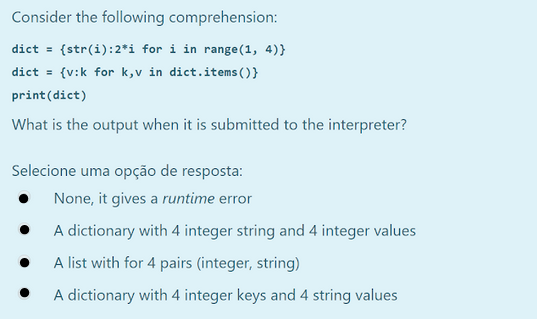 Consider the following comprehension:
dict = {str(i):2*i for i in range(1, 4)}
dict = {v:k for k,v in dict.items()}
print(dict)
What is the output when it is submitted to the interpreter?
Selecione uma opção de resposta:
None, it gives a runtime error
A dictionary with 4 integer string and 4 integer values
A list with for 4 pairs (integer, string)
A dictionary with 4 integer keys and 4 string values